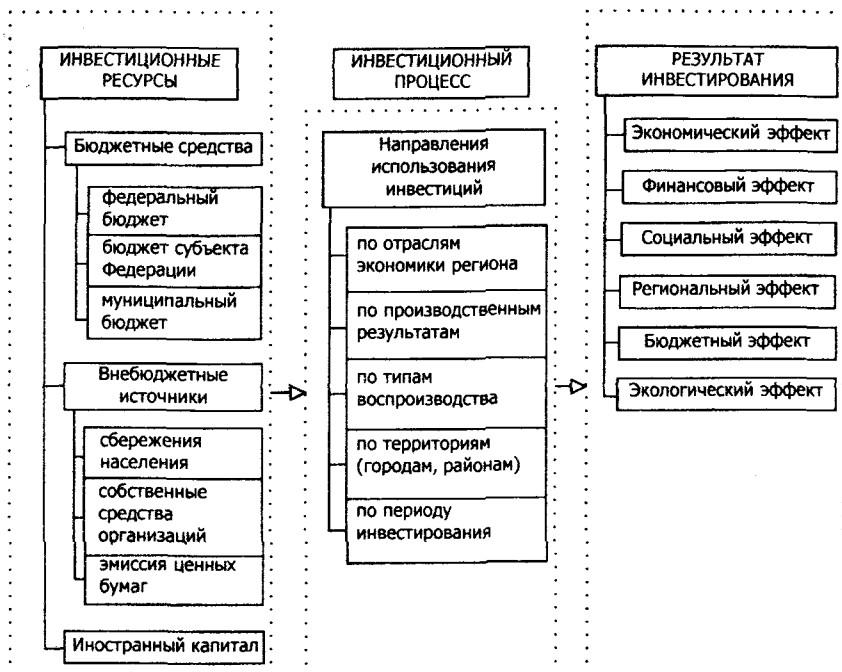 ИНВЕСТИЦИОННЫЕ
РЕСУРСЫ
Бюджетные средства
федеральный
бюджет
бюджет субъекта
Федерации
муниципальный
бюджет
Внебюджетные
источники
сбережения
населения
собственные
средства
организаций
эмиссия ценных
бумаг
Иностранный капитал
ИНВЕСТИЦИОННЫЙ
ПРОЦЕСС
Направления
использования
инвестиций
по отраслям
экономики региона
по производственным
результатам
по типам
воспроизводства
по территориям
(городам, районам)
по периоду
инвестирования
РЕЗУЛЬТАТ
ИНВЕСТИРОВАНИЯ
Экономический эффект
Финансовый эффект
Социальный эффект
Региональный эффект
Бюджетный эффект
Экологический эффект